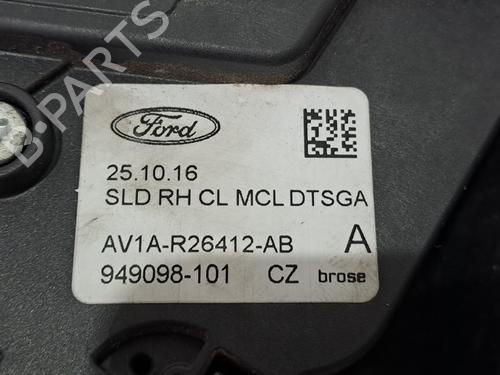 B-PARTS
Ford
25.10.16
SLD RH CL MCL DTSGA
AV1A-R26412-AB A
949098-101 CZ brose